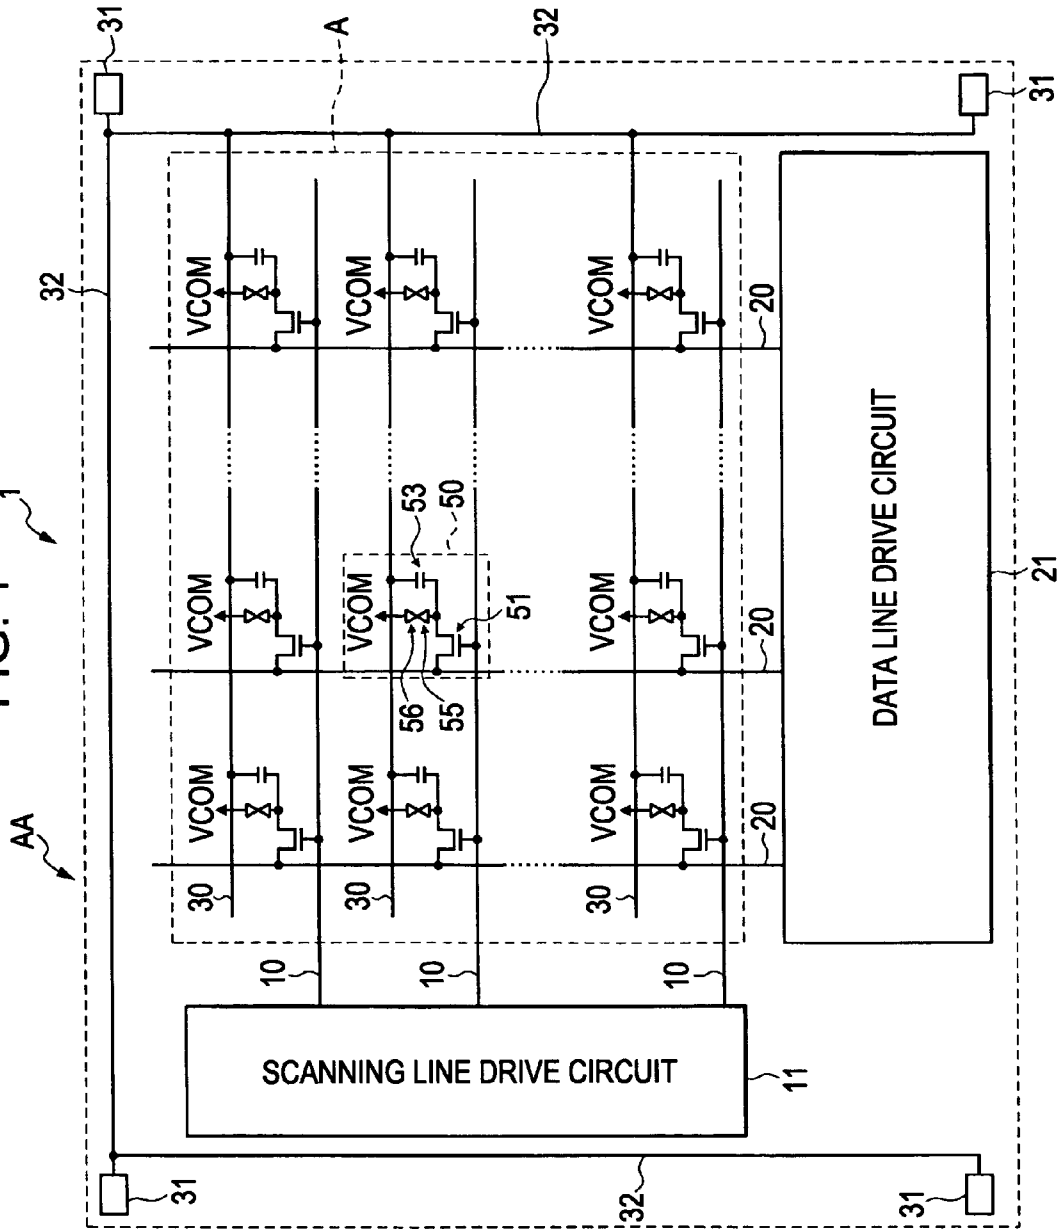 FIG. 1
1
AA
32
31
31
30
VCOM
VCOM
VCOM
10
A
30
VCOM
VCOM
VCOM
53
50
56
55
51
10
32
30
VCOM
VCOM
VCOM
SCANNING LINE DRIVE CIRCUIT
32
10
20
20
20
11
DATA LINE DRIVE CIRCUIT
31
21
31